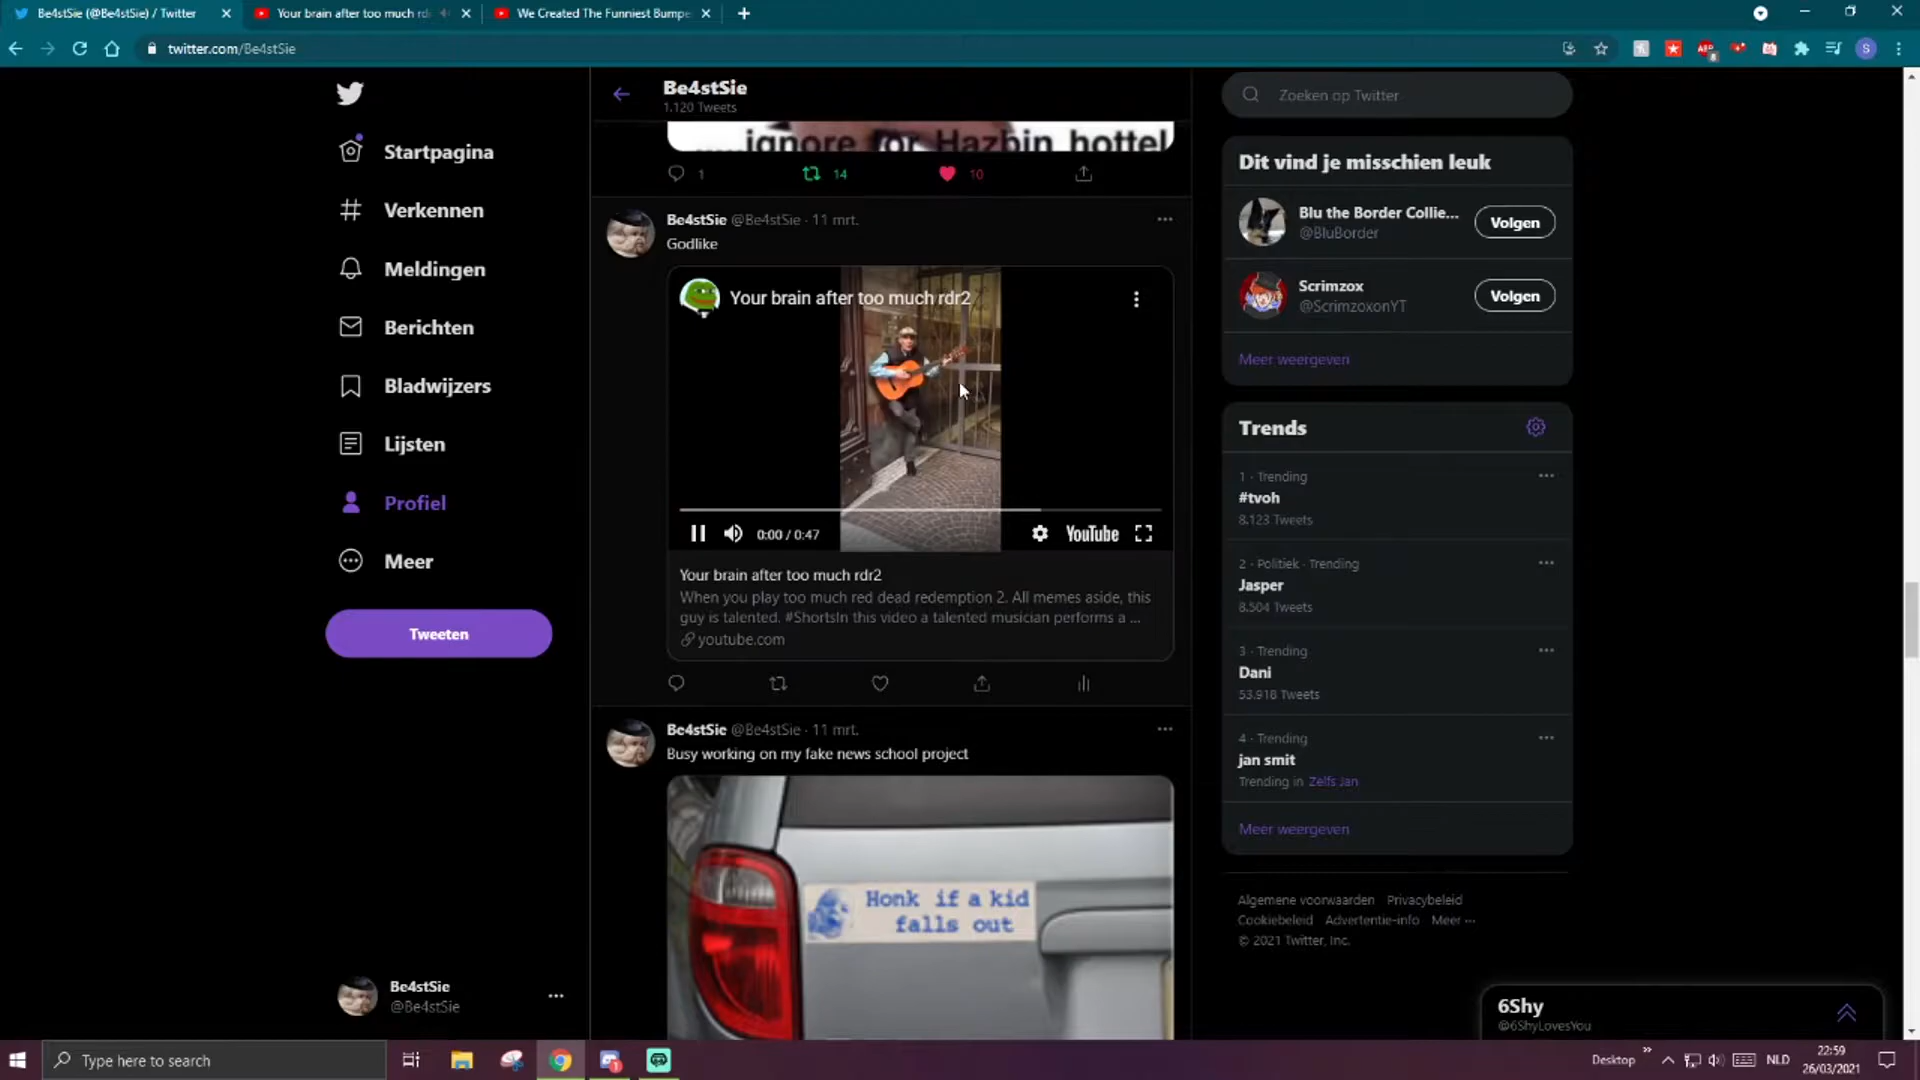 Be4stSie (@Be4stSie) / Twitter
Your brain after too much rd
We Created The Funniest Bumpe
twitter.com/Be4stSie
Startpagina
Verkennen
Meldingen
Berichten
Bladwijzers
Lijsten
Profiel
Meer
Tweeten
Be4stSie
@Be4stSie
Be4stSie
1.120 Tweets
.....ignore for Hazbin hottel
1
14
10
Be4stSie @Be4stSie · 11 mrt.
Godlike
Your brain after too much rdr2
0:00 / 0:47
YouTube
Your brain after too much rdr2
When you play too much red dead redemption 2. All memes aside, this
guy is talented. #ShortsIn this video a talented musician performs a ...
youtube.com
Be4stSie @Be4stSie · 11 mrt.
Busy working on my fake news school project
Honk if a kid
falls out
Zoeken op Twitter
Dit vind je misschien leuk
Blu the Border Collie...
@BluBorder
Volgen
Scrimzox
@ScrimzoxonYT
Volgen
Meer weergeven
Trends
1 · Trending
#tvoh
8.123 Tweets
2 · Politiek · Trending
Jasper
8.504 Tweets
3 · Trending
Dani
53.918 Tweets
4 · Trending
jan smit
Trending in Zelfs Jan
Meer weergeven
Algemene voorwaarden Privacybeleid
Cookiebeleid Advertentie-info Meer ···
© 2021 Twitter, Inc.
6Shy
@6ShyLovesYou
Type here to search
Desktop
NLD
22:59
26/03/2021